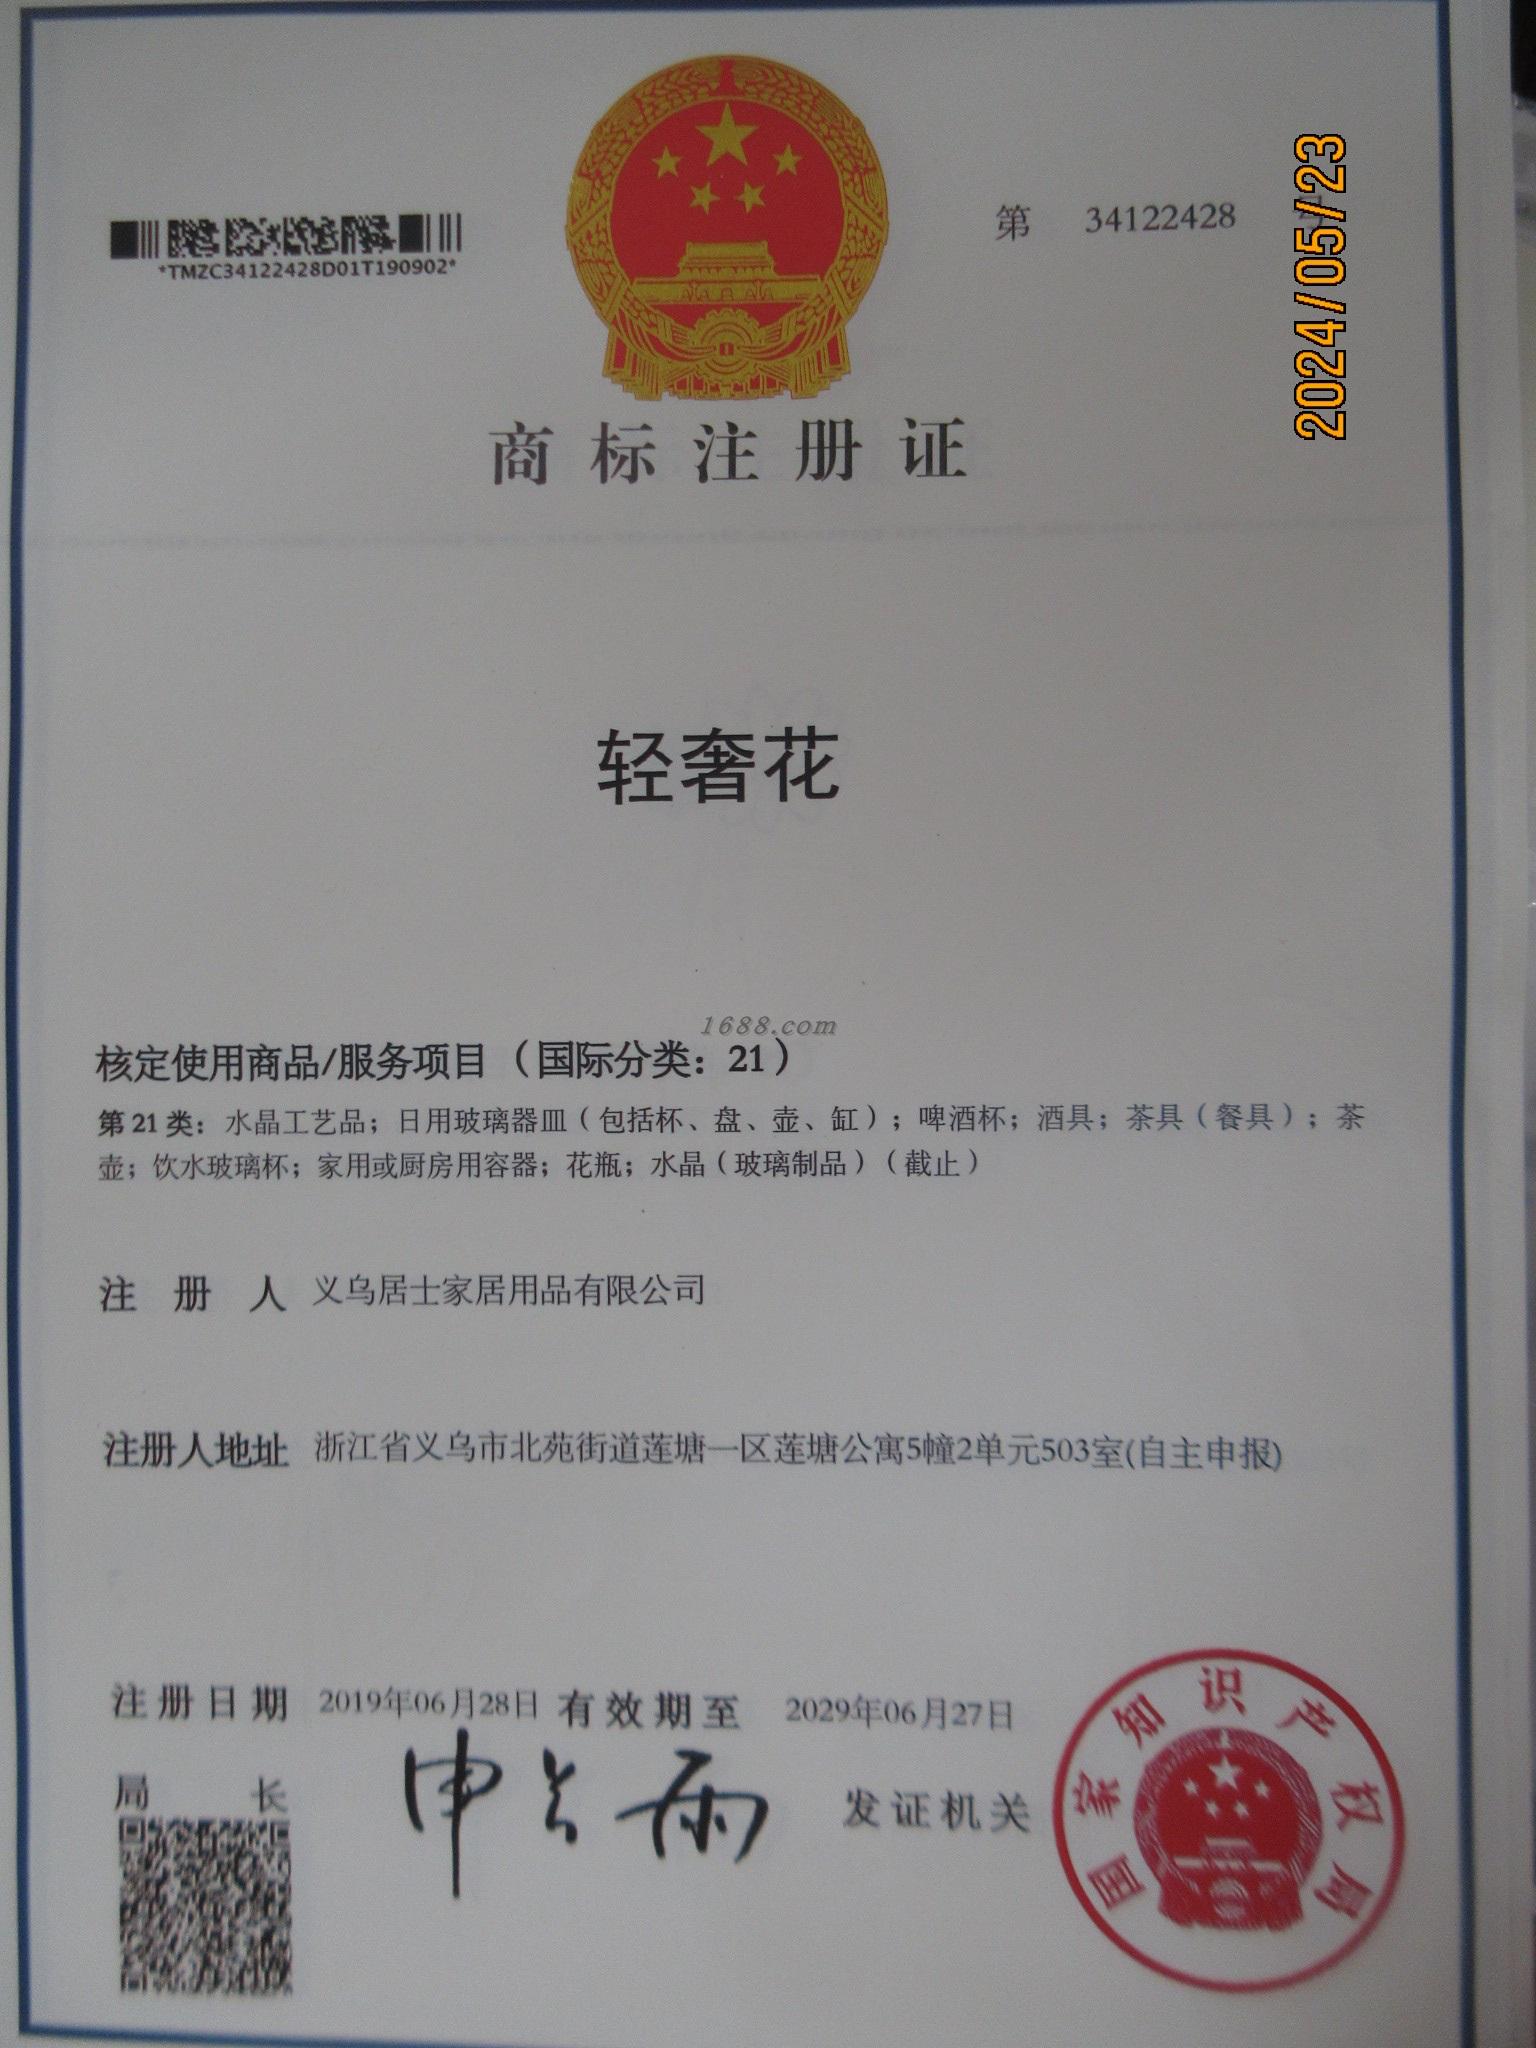 *TMZC34122428D01T190902*
第 34122428 号
2024/05/23
商标注册证
轻奢花
1688.com
核定使用商品/服务项目（国际分类：21）
第 21 类：水晶工艺品；日用玻璃器皿（包括杯、盘、壶、缸）；啤酒杯；酒具；茶具（餐具）；茶
壶；饮水玻璃杯；家用或厨房用容器；花瓶；水晶（玻璃制品）（截止）
注册人 义乌居士家居用品有限公司
注册人地址 浙江省义乌市北苑街道莲塘一区莲塘公寓5幢2单元503室(自主申报)
注册日期 2019年06月28日 有效期至 2029年06月27日
局长 申长雨 发证机关
国家知识产权局